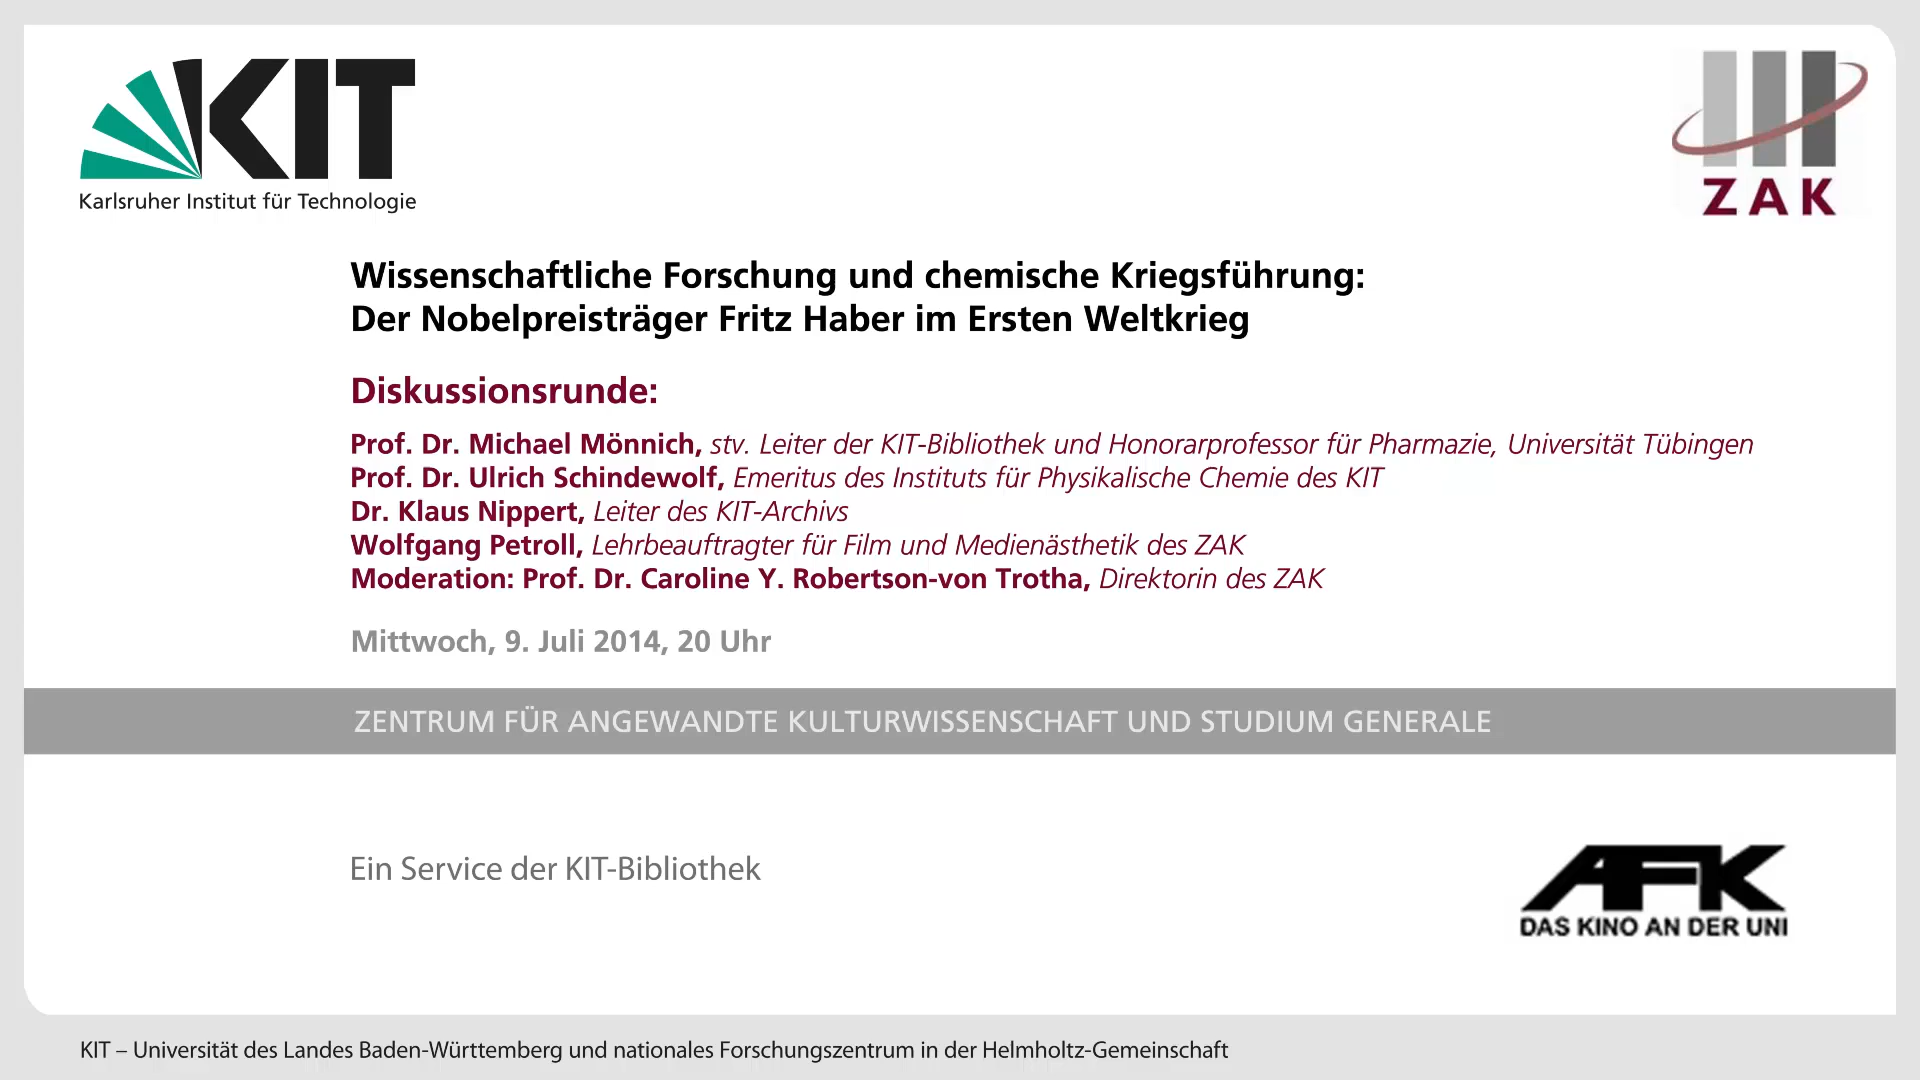 KIT
Karlsruher Institut für Technologie
ZAK
Wissenschaftliche Forschung und chemische Kriegsführung:
Der Nobelpreisträger Fritz Haber im Ersten Weltkrieg
Diskussionsrunde:
Prof. Dr. Michael Mönnich, stv. Leiter der KIT-Bibliothek und Honorarprofessor für Pharmazie, Universität Tübingen
Prof. Dr. Ulrich Schindewolf, Emeritus des Instituts für Physikalische Chemie des KIT
Dr. Klaus Nippert, Leiter des KIT-Archivs
Wolfgang Petroll, Lehrbeauftragter für Film und Medienästhetik des ZAK
Moderation: Prof. Dr. Caroline Y. Robertson-von Trotha, Direktorin des ZAK
Mittwoch, 9. Juli 2014, 20 Uhr
ZENTRUM FÜR ANGEWANDTE KULTURWISSENSCHAFT UND STUDIUM GENERALE
Ein Service der KIT-Bibliothek
AFK
DAS KINO AN DER UNI
KIT – Universität des Landes Baden-Württemberg und nationales Forschungszentrum in der Helmholtz-Gemeinschaft